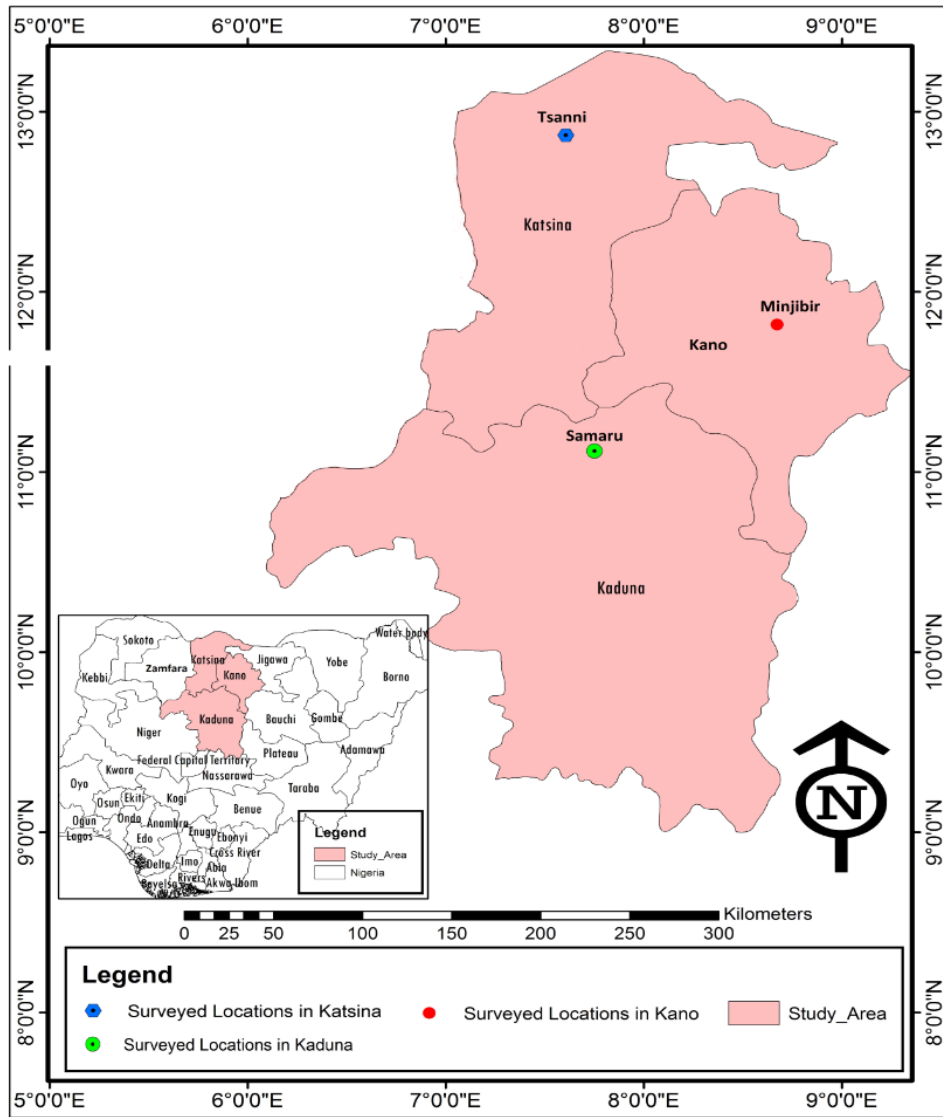 5°0'0"E 6°0'0"E 7°0'0"E 8°0'0"E 9°0'0"E
13°0'0"N 13°0'0"N
Tsanni
Katsina
12°0'0"N 12°0'0"N
Minjibir
Kano
Samaru
11°0'0"N 11°0'0"N
Kaduna
10°0'0"N 10°0'0"N
Sokoto
Katsina
Water body
Kebbi
Zamfara
Kano
Jigawa
Yobe
Borno
Kaduna
Bauchi
Gombe
Niger
Adamawa
Federal Capital Territory
Plateau
Kwara
Nassarawa
Oyo
Taraba
Osun
Ekiti
Kogi
Benue
Ogun
Ondo
Anambra
Enugu
Ebonyi
Lagos
Edo
Cross River
Delta
Imo
Abia
Rivers
Bayelsa
Akwa-Ibom
Legend
Study_Area
Nigeria
N
9°0'0"N 9°0'0"N
Kilometers
0 25 50 100 150 200 250 300
Legend
Surveyed Locations in Katsina
Surveyed Locations in Kano
Study_Area
Surveyed Locations in Kaduna
8°0'0"N 8°0'0"N
5°0'0"E 6°0'0"E 7°0'0"E 8°0'0"E 9°0'0"E